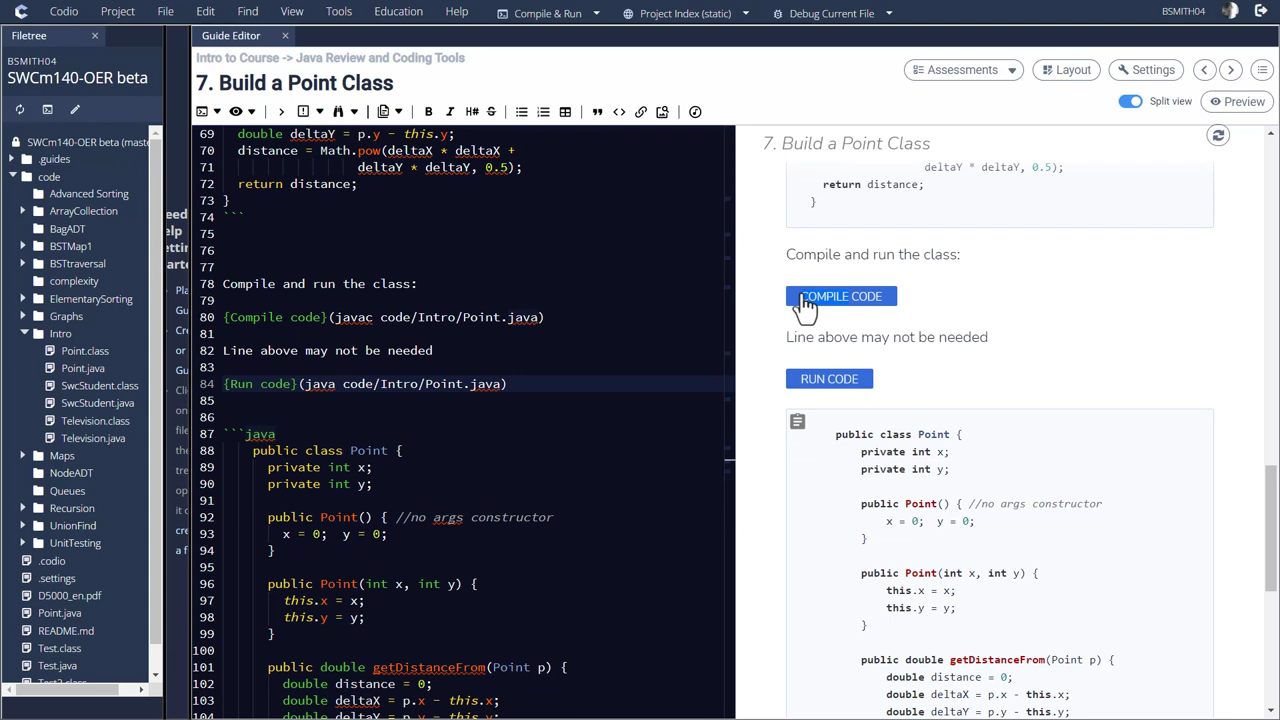 Codio Project File Edit Find View Tools Education Help Compile & Run Project Index (static) Debug Current File BSMITH04
Filetree
BSMITH04
SWCm140-OER beta
SWCm140-OER beta (maste
.guides
code
Advanced Sorting
ArrayCollection
BagADT
BSTMap1
BSTtraversal
complexity
ElementarySorting
Graphs
Intro
Point.class
Point.java
SwcStudent.class
SwcStudent.java
Television.class
Television.java
Maps
NodeADT
Queues
Recursion
UnionFind
UnitTesting
.codio
.settings
D5000_en.pdf
Point.java
README.md
Test.class
Test.java
Guide Editor
Intro to Course -> Java Review and Coding Tools
7. Build a Point Class
Assessments Layout Settings
Split view Preview
B I H# S
69 double deltaY = p.y - this.y;
70 distance = Math.pow(deltaX * deltaX +
71 deltaY * deltaY, 0.5);
72 return distance;
73 }
74 ```
75
76
77
78 Compile and run the class:
79
80 {Compile code}(javac code/Intro/Point.java)
81
82 Line above may not be needed
83
84 {Run code}(java code/Intro/Point.java)
85
86
87 ```java
88 public class Point {
89 private int x;
90 private int y;
91
92 public Point() { //no args constructor
93 x = 0; y = 0;
94 }
95
96 public Point(int x, int y) {
97 this.x = x;
98 this.y = y;
99 }
100
101 public double getDistanceFrom(Point p) {
102 double distance = 0;
103 double deltaX = p.x - this.x;
104 double deltaY = p.y - this.y;
7. Build a Point Class
deltaY * deltaY, 0.5);
return distance;
}
Compile and run the class:
COMPILE CODE
Line above may not be needed
RUN CODE
public class Point {
private int x;
private int y;
public Point() { //no args constructor
x = 0; y = 0;
}
public Point(int x, int y) {
this.x = x;
this.y = y;
}
public double getDistanceFrom(Point p) {
double distance = 0;
double deltaX = p.x - this.x;
double deltaY = p.y - this.y;